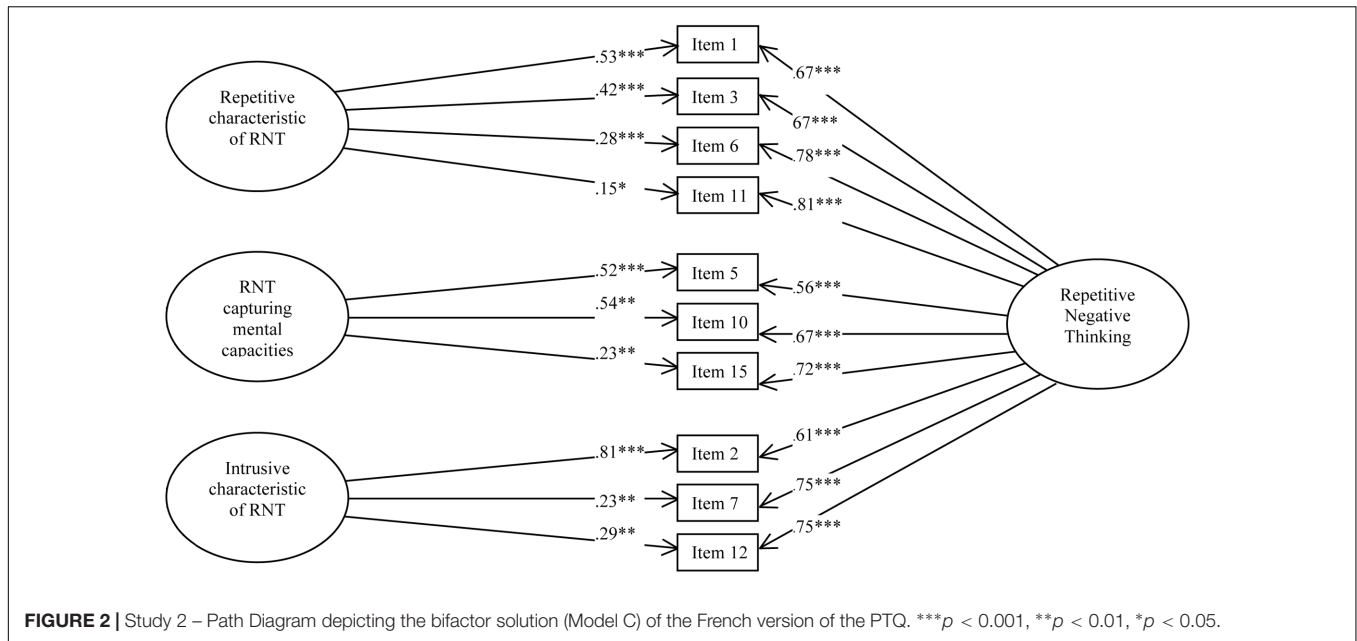 .53***
Item 1
.67***
Repetitive
characteristic
of RNT
.42***
Item 3
67***
.28***
Item 6
.78***
.15*
Item 11
.81***
RNT
capturing
mental
capacities
.52***
Item 5
.56***
.54**
Item 10
.67***
.23**
Item 15
.72***
Repetitive
Negative
Thinking
Intrusive
characteristic
of RNT
.81***
Item 2
.61***
.23**
Item 7
.75***
.29**
Item 12
.75***
FIGURE 2 | Study 2 – Path Diagram depicting the bifactor solution (Model C) of the French version of the PTQ. ***p < 0.001, **p < 0.01, *p < 0.05.